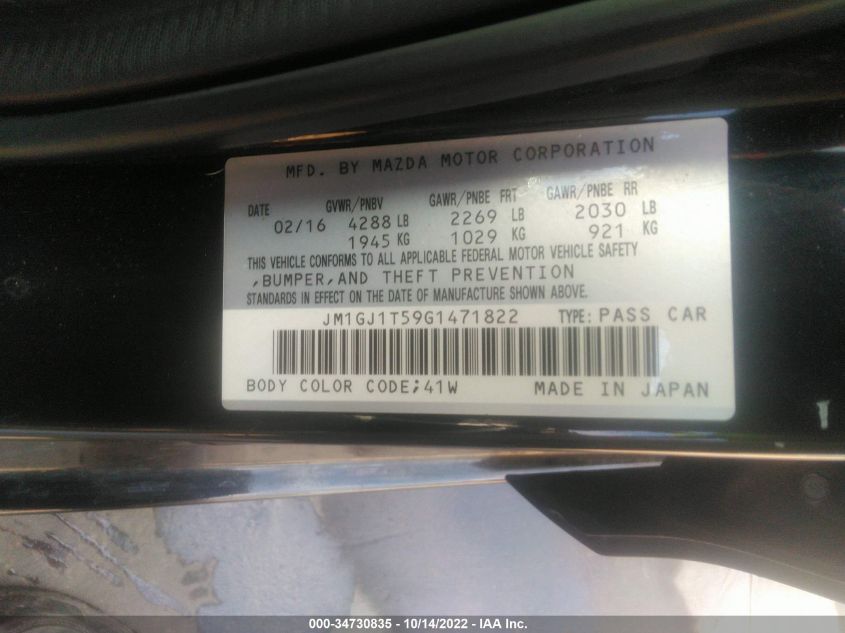 MFD. BY MAZDA MOTOR CORPORATION
DATE GVWR/PNBV GAWR/PNBE FRT GAWR/PNBE RR
02/16 4288 LB 2269 LB 2030 LB
1945 KG 1029 KG 921 KG
THIS VEHICLE CONFORMS TO ALL APPLICABLE FEDERAL MOTOR VEHICLE SAFETY
,BUMPER,AND THEFT PREVENTION
STANDARDS IN EFFECT ON THE DATE OF MANUFACTURE SHOWN ABOVE.
JM1GJ1T59G1471822 TYPE: PASS CAR
BODY COLOR CODE;41W MADE IN JAPAN
000-34730835 - 10/14/2022 - IAA Inc.